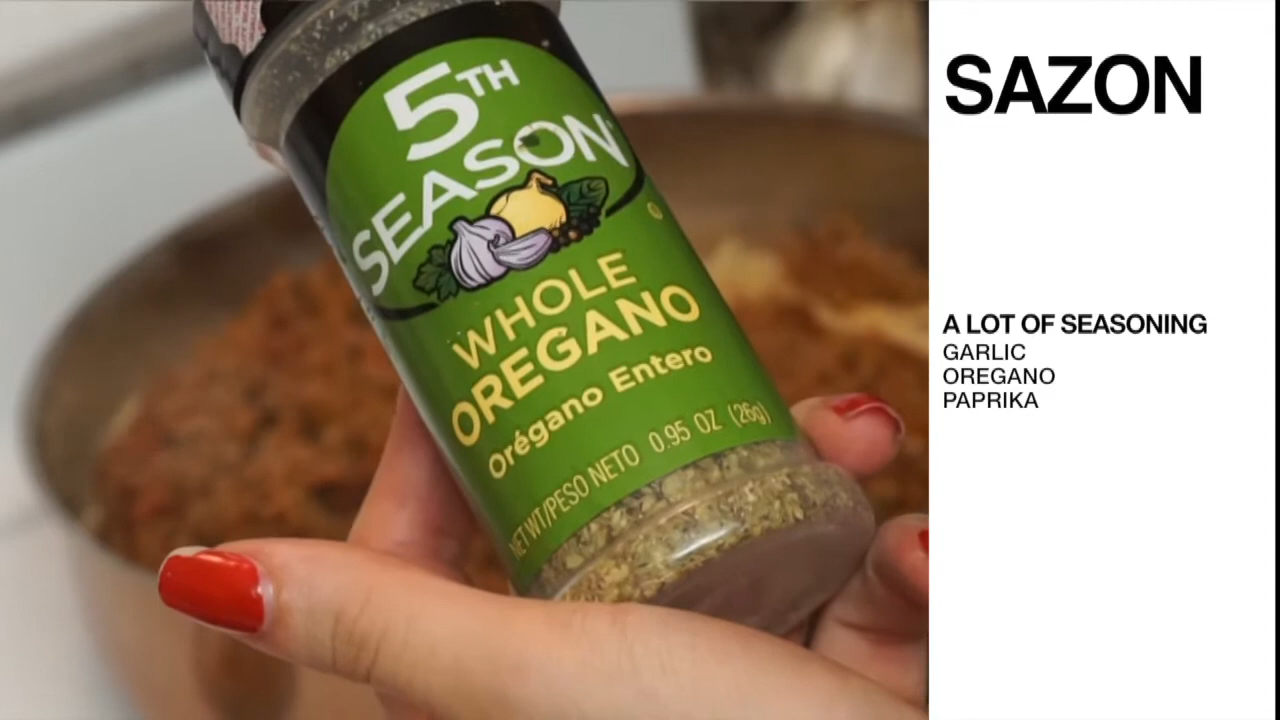 5TH
SEASON
WHOLE
OREGANO
Orégano Entero
NET WT/PESO NETO 0.95 OZ (26g)
SAZON
A LOT OF SEASONING
GARLIC
OREGANO
PAPRIKA